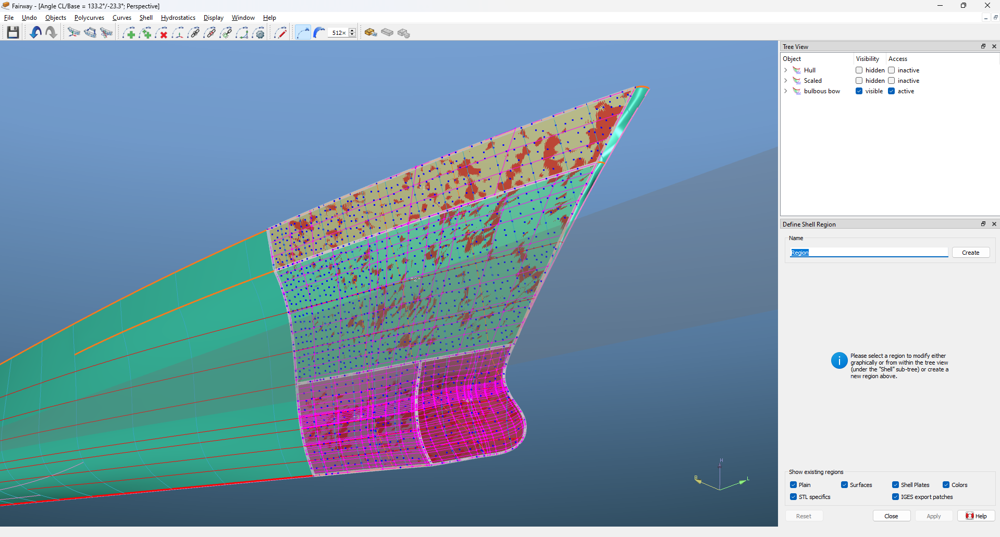 Fairway - [Angle CL/Base = 133.2°/-23.3°; Perspective]
File Undo Objects Polycurves Curves Shell Hydrostatics Display Window Help
512×
Tree View
Object Visibility Access
Hull hidden inactive
Scaled hidden inactive
bulbous bow visible active
Define Shell Region
Name
Region Create
"2"
"3"
"4"
Please select a region to modify either
graphically or from within the tree view
(under the "Shell" sub-tree) or create a
new region above.
H
B
L
Show existing regions
Plain Surfaces Shell Plates Colors
STL specifics IGES export patches
Reset Close Apply Help